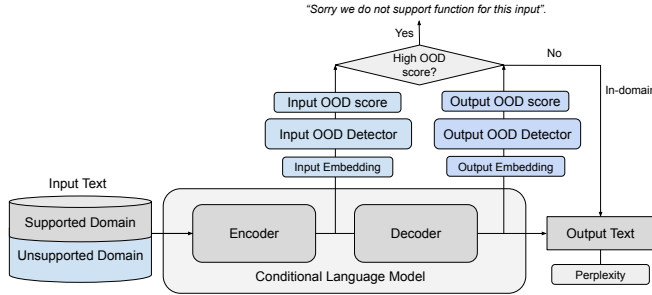 “Sorry we do not support function for this input”.
Yes
High OOD
score?
No
In-domain
Input OOD score
Output OOD score
Input OOD Detector
Output OOD Detector
Input Embedding
Output Embedding
Input Text
Supported Domain
Unsupported Domain
Encoder
Decoder
Conditional Language Model
Output Text
Perplexity